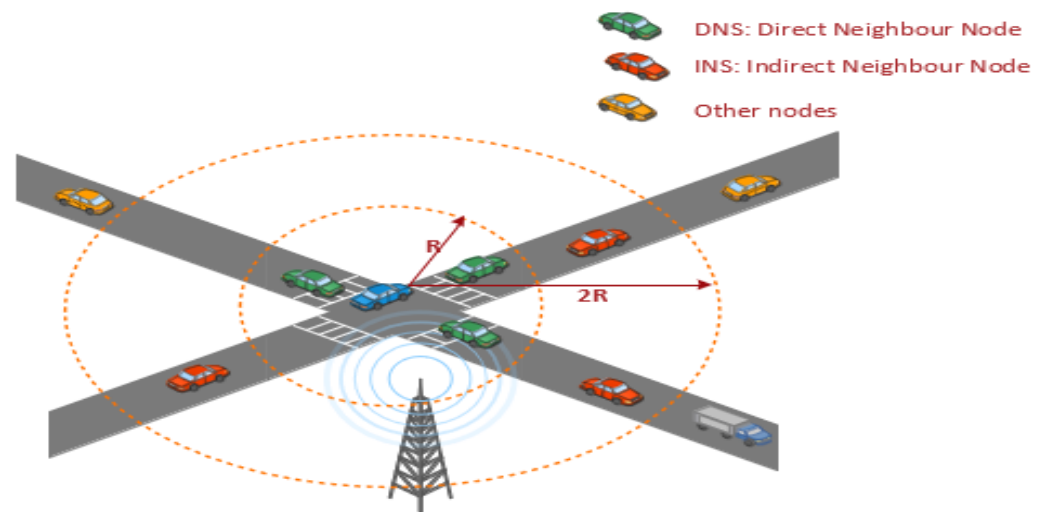 DNS: Direct Neighbour Node
INS: Indirect Neighbour Node
Other nodes
R
2R